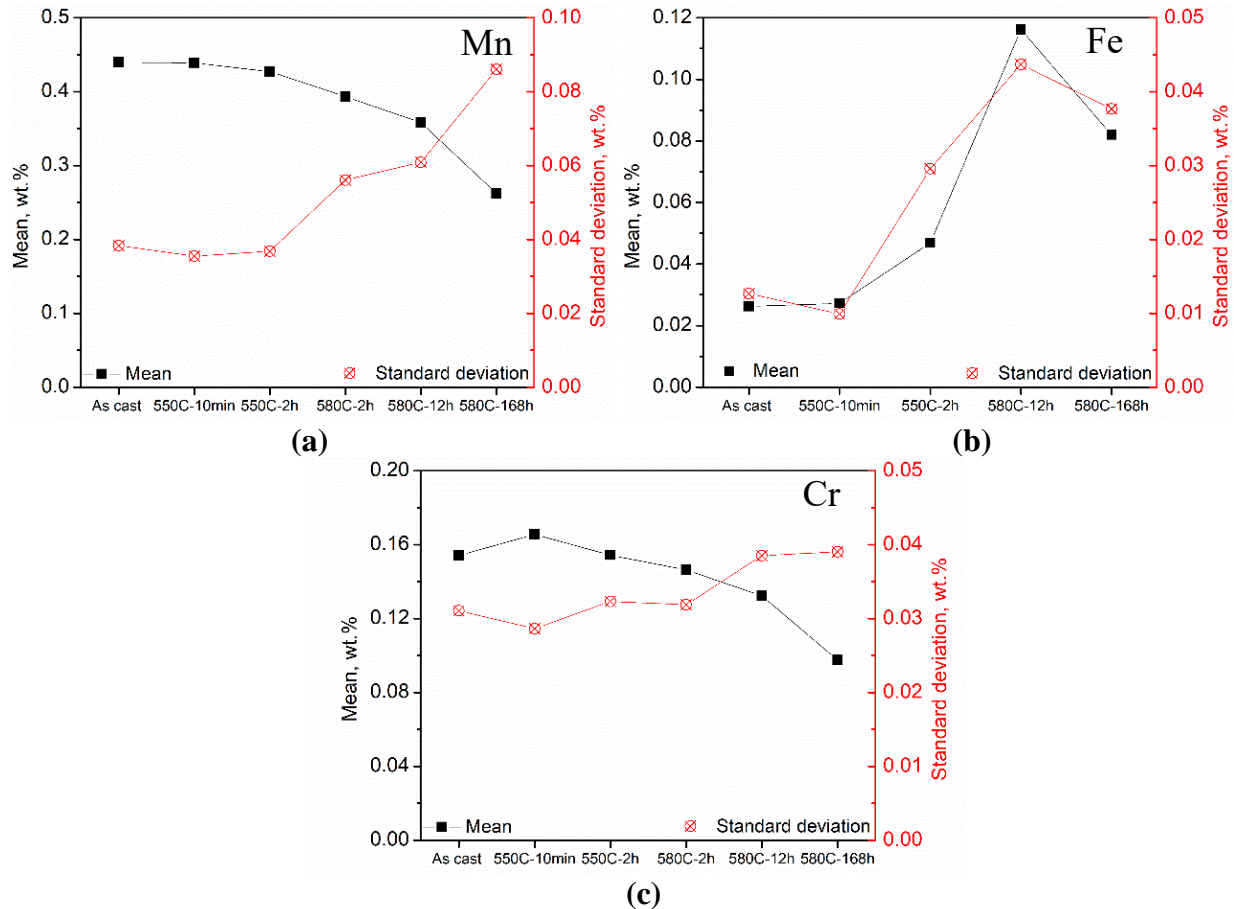 Mn
Mean, wt.%
0.5
0.4
0.3
0.2
0.1
0.0
Standard deviation, wt.%
0.10
0.08
0.06
0.04
0.02
0.00
Mean
Standard deviation
As cast 550C-10min 550C-2h 580C-2h 580C-12h 580C-168h
(a)
Fe
Mean, wt.%
0.12
0.10
0.08
0.06
0.04
0.02
0.00
Standard deviation, wt.%
0.05
0.04
0.03
0.02
0.01
0.00
Mean
Standard deviation
As cast 550C-10min 550C-2h 580C-12h 580C-168h
(b)
Cr
Mean, wt.%
0.20
0.16
0.12
0.08
0.04
0.00
Standard deviation, wt.%
0.05
0.04
0.03
0.02
0.01
0.00
Mean
Standard deviation
As cast 550C-10min 550C-2h 580C-2h 580C-12h 580C-168h
(c)